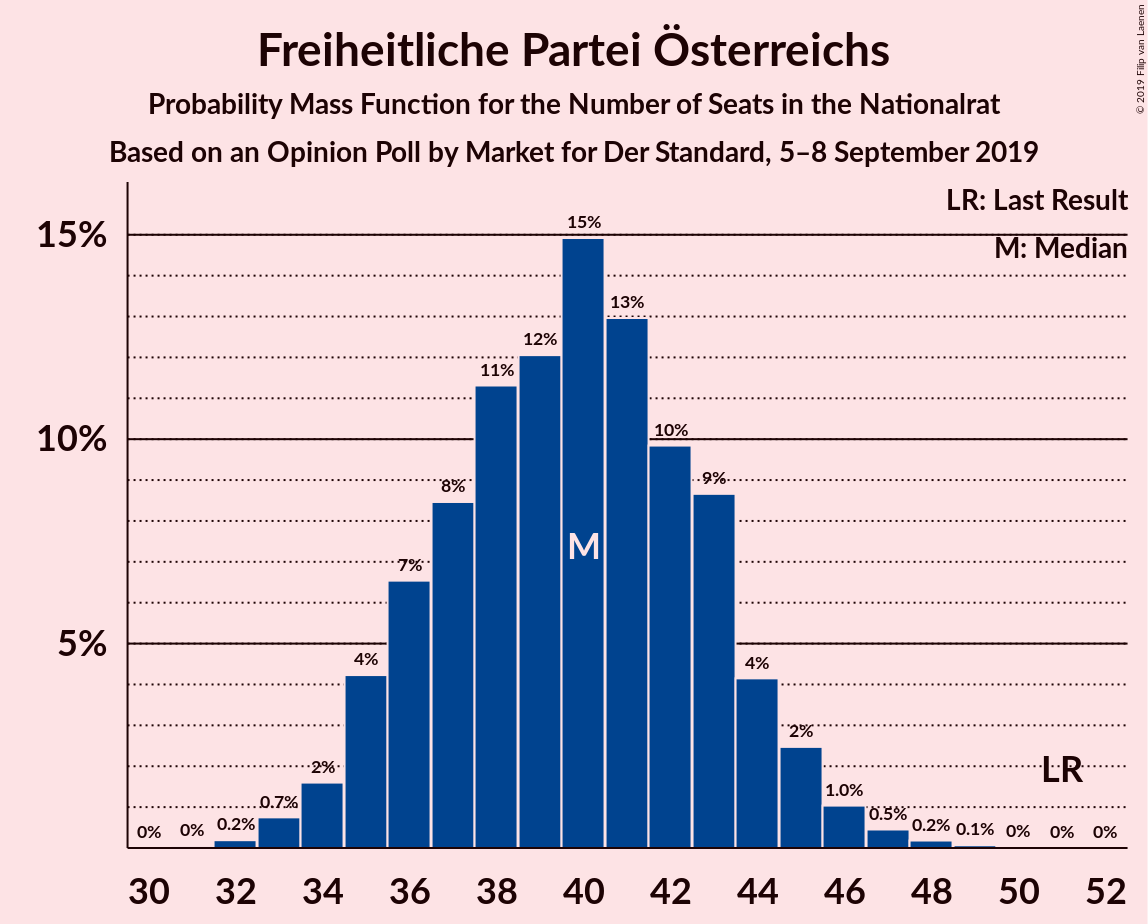 Freiheitliche Partei Österreichs
Probability Mass Function for the Number of Seats in the Nationalrat
Based on an Opinion Poll by Market for Der Standard, 5–8 September 2019
© 2019 Filip van Laenen
LR: Last Result
M: Median
15%
10%
5%
0%
0%
0.2%
0.7%
2%
4%
7%
8%
11%
12%
15%
13%
10%
9%
4%
2%
1.0%
0.5%
0.2%
0.1%
0%
0%
0%
M
LR
30 32 34 36 38 40 42 44 46 48 50 52